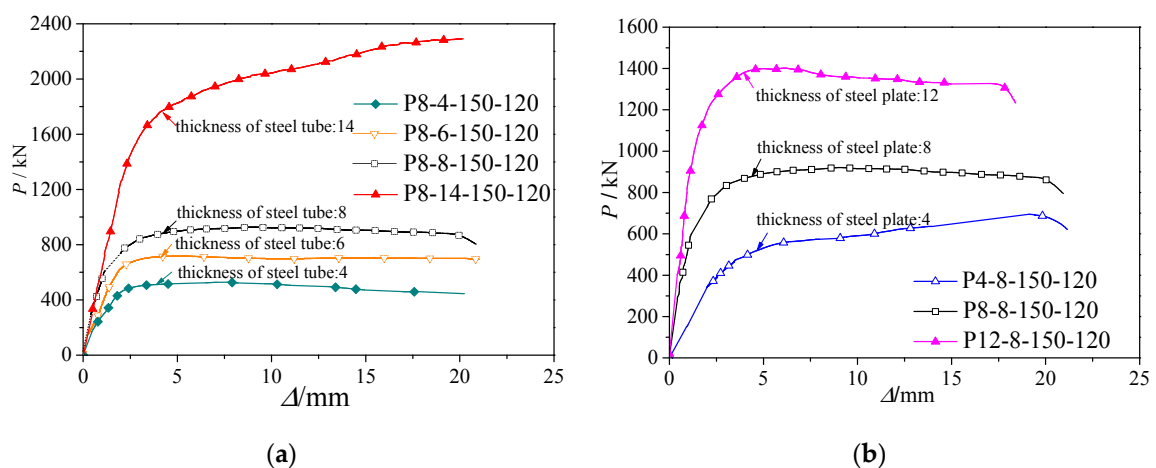 2400
2000
1600
1200
800
400
0
P / kN
thickness of steel tube:14
P8-4-150-120
P8-6-150-120
P8-8-150-120
P8-14-150-120
thickness of steel tube:8
thickness of steel tube:6
thickness of steel tube:4
0 5 10 15 20 25
Δ/mm
(a)
1600
1400
1200
1000
800
600
400
200
0
P / kN
thickness of steel plate:12
thickness of steel plate:8
thickness of steel plate:4
P4-8-150-120
P8-8-150-120
P12-8-150-120
0 5 10 15 20 25
Δ/mm
(b)